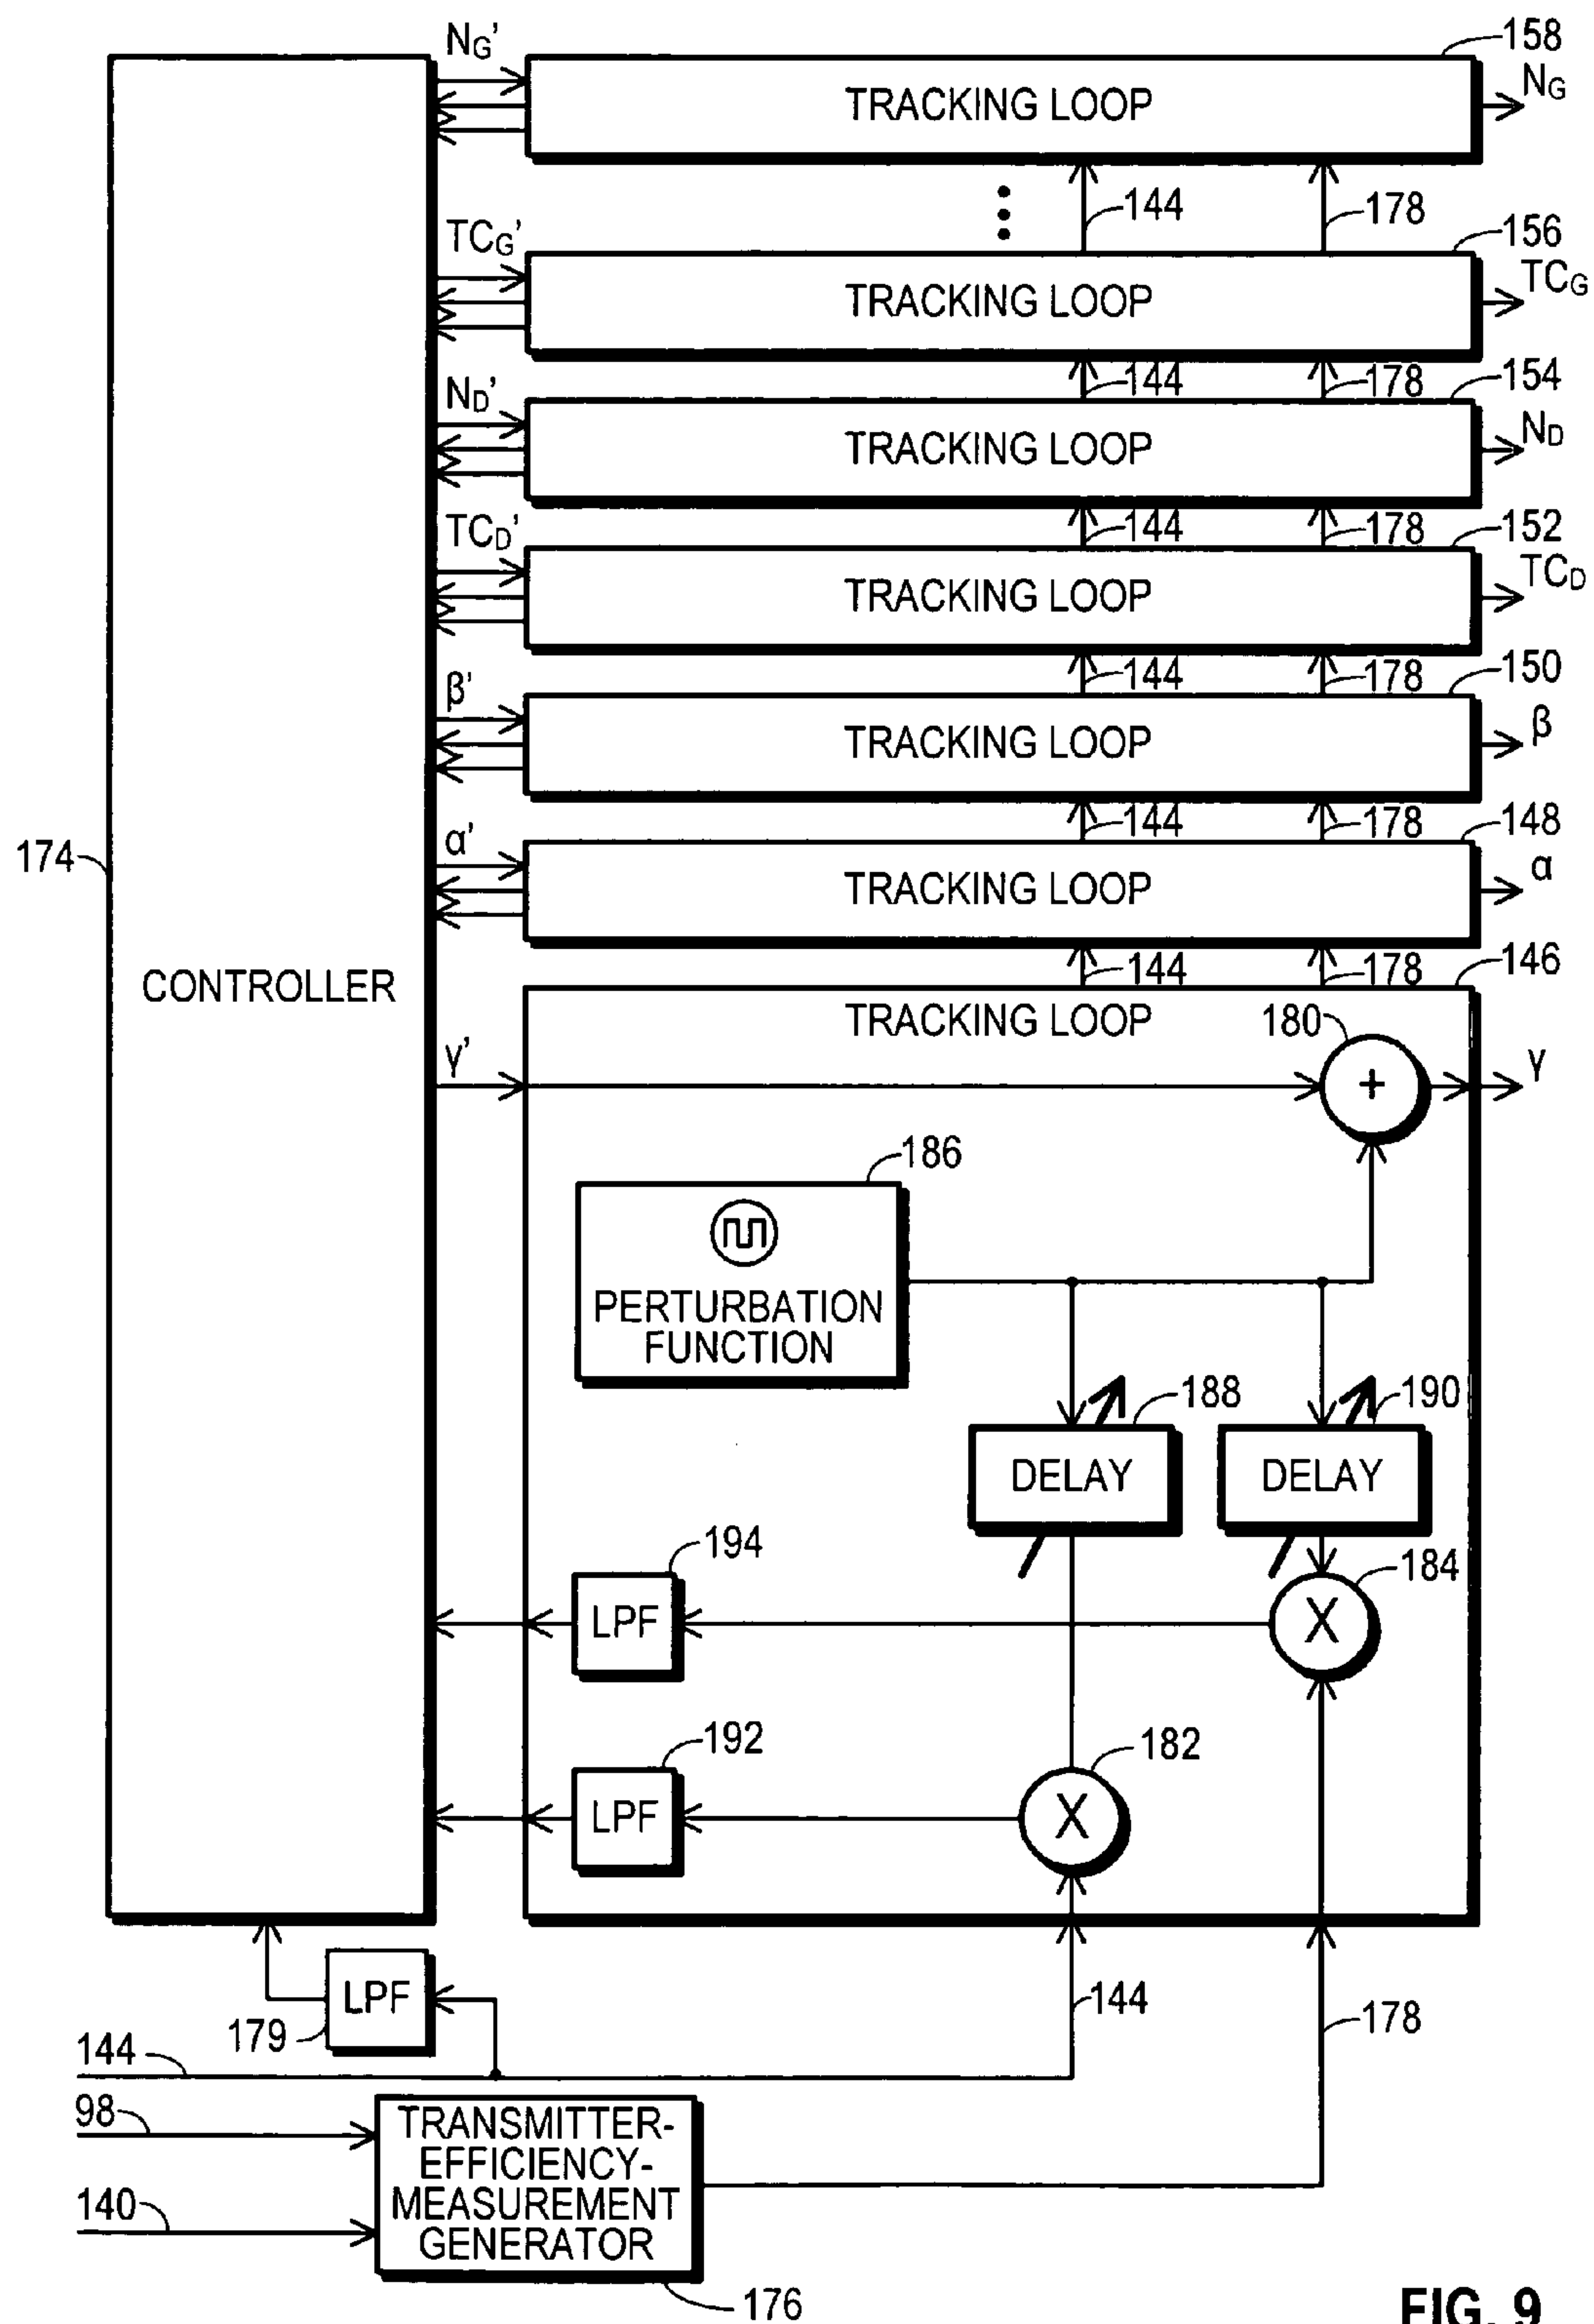 NG'
158
TRACKING LOOP
NG
144
178
TCG'
156
TRACKING LOOP
TCG
144
178
ND'
154
TRACKING LOOP
ND
144
178
TCD'
152
TRACKING LOOP
TCD
144
178
β'
150
TRACKING LOOP
β
144
178
α'
148
TRACKING LOOP
α
174
CONTROLLER
144
178
146
TRACKING LOOP
180
γ'
+
γ
186
PERTURBATION
FUNCTION
188
190
DELAY
DELAY
194
184
LPF
X
192
182
LPF
X
LPF
179
144
178
144
98
140
TRANSMITTER-
EFFICIENCY-
MEASUREMENT
GENERATOR
176
FIG. 9